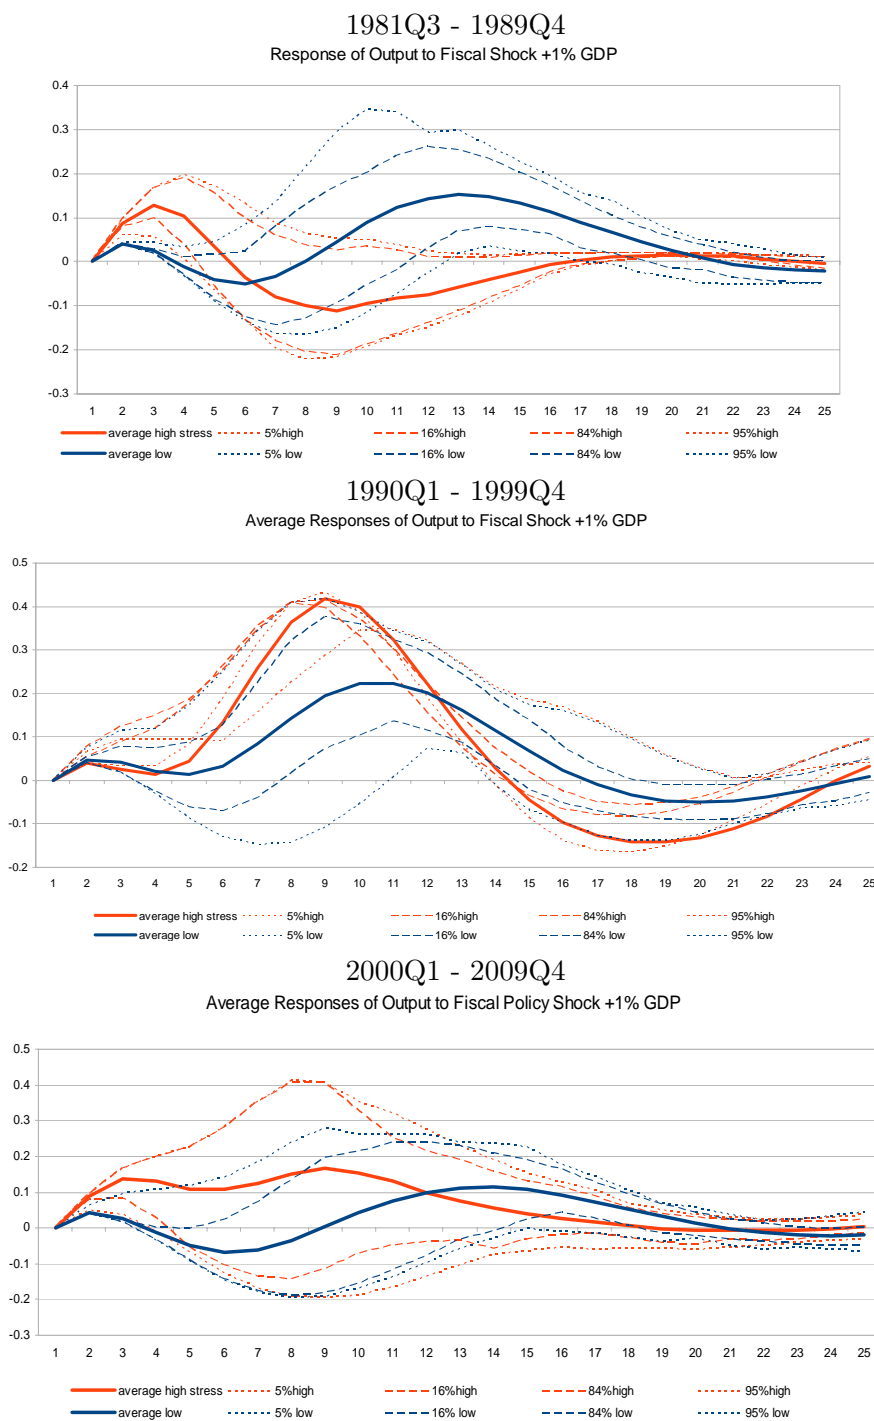 1981Q3 - 1989Q4
Response of Output to Fiscal Shock +1% GDP
0.4
0.3
0.2
0.1
0
-0.1
-0.2
-0.3
1 2 3 4 5 6 7 8 9 10 11 12 13 14 15 16 17 18 19 20 21 22 23 24 25
average high stress 5%high 16%high 84%high 95%high
average low 5% low 16% low 84% low 95% low
1990Q1 - 1999Q4
Average Responses of Output to Fiscal Shock +1% GDP
0.5
0.4
0.3
0.2
0.1
0
-0.1
-0.2
1 2 3 4 5 6 7 8 9 10 11 12 13 14 15 16 17 18 19 20 21 22 23 24 25
average high stress 5%high 16%high 84%high 95%high
average low 5% low 16% low 84% low 95% low
2000Q1 - 2009Q4
Average Responses of Output to Fiscal Policy Shock +1% GDP
0.5
0.4
0.3
0.2
0.1
0
-0.1
-0.2
-0.3
1 2 3 4 5 6 7 8 9 10 11 12 13 14 15 16 17 18 19 20 21 22 23 24 25
average high stress 5%high 16%high 84%high 95%high
average low 5% low 16% low 84% low 95% low